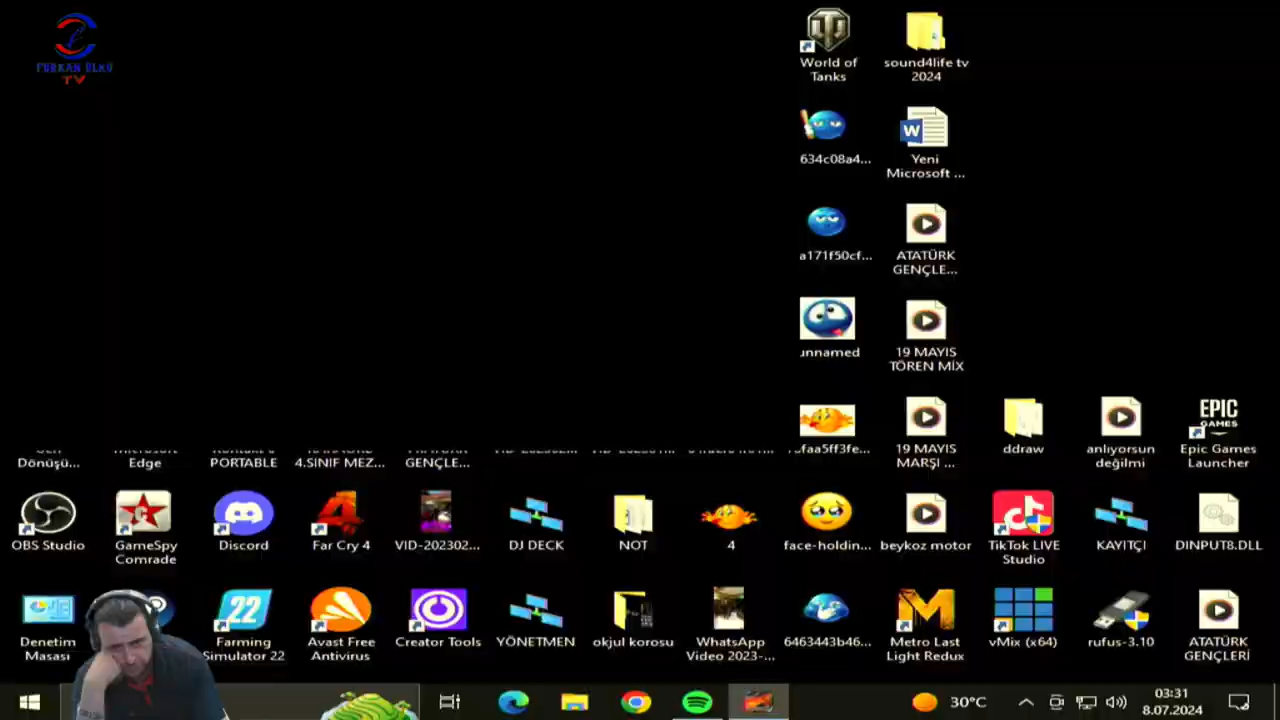 FURKAN ÜLKÜ
TV
World of
Tanks
sound4life tv
2024
634c08a4...
Yeni
Microsoft ...
a171f50cf...
ATATÜRK
GENÇLE...
unnamed
19 MAYIS
TÖREN MİX
faa5ff3fe...
19 MAYIS
MARŞI ...
ddraw
anlıyorsun
değilmi
EPIC
GAMES
Epic Games
Launcher
Dönüşü...
Edge
PORTABLE
4.SINIF MEZ...
GENÇLE...
OBS Studio
GameSpy
Comrade
Discord
Far Cry 4
VID-202302...
DJ DECK
NOT
4
face-holdin...
beykoz motor
TikTok LIVE
Studio
KAYITÇI
DINPUT8.DLL
Denetim
Masası
22
Farming
Simulator 22
Avast Free
Antivirus
Creator Tools
YÖNETMEN
okjul korosu
WhatsApp
Video 2023-...
6463443b46...
Metro Last
Light Redux
vMix (x64)
rufus-3.10
ATATÜRK
GENÇLERİ
30°C
03:31
8.07.2024